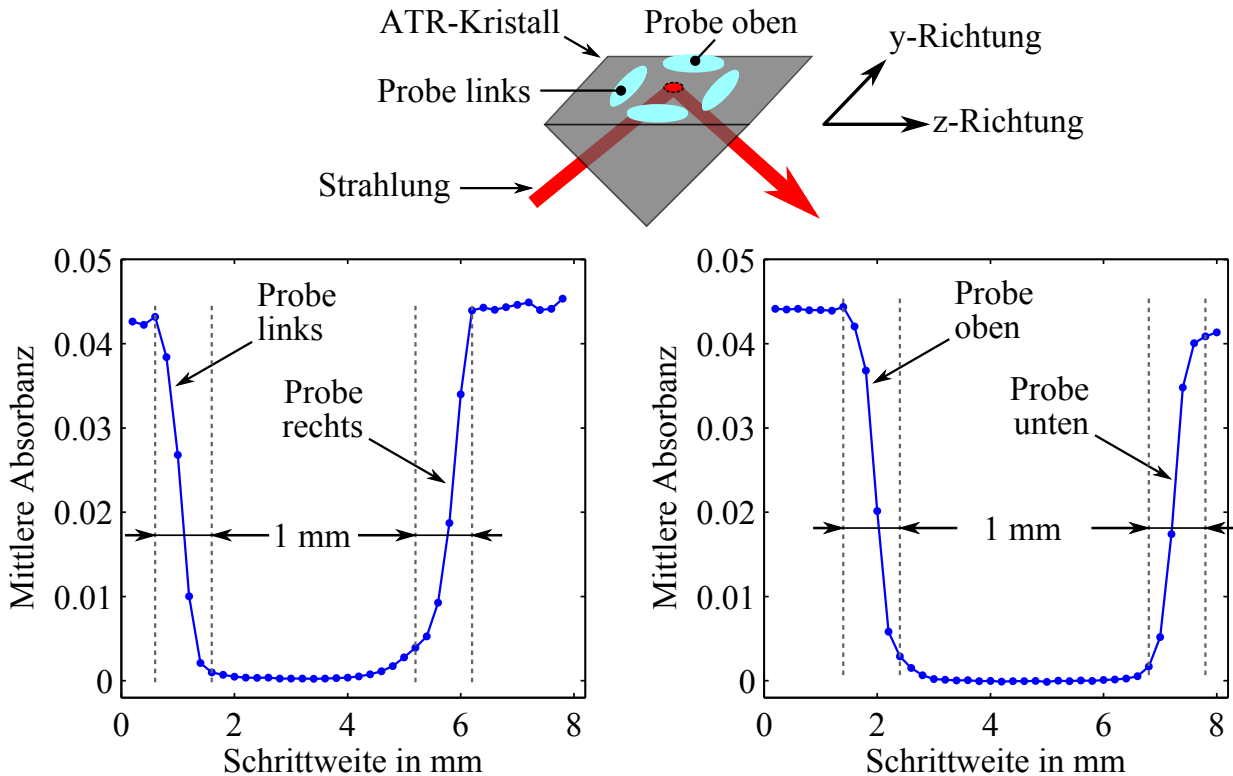 ATR-Kristall
Probe oben
Probe links
Strahlung
y-Richtung
z-Richtung
0.05
0.04
0.03
0.02
0.01
0
Mittlere Absorbanz
Probe
links
Probe
rechts
1 mm
0
2
4
6
8
Schrittweite in mm
0.05
0.04
0.03
0.02
0.01
0
Mittlere Absorbanz
Probe
oben
Probe
unten
1 mm
0
2
4
6
8
Schrittweite in mm